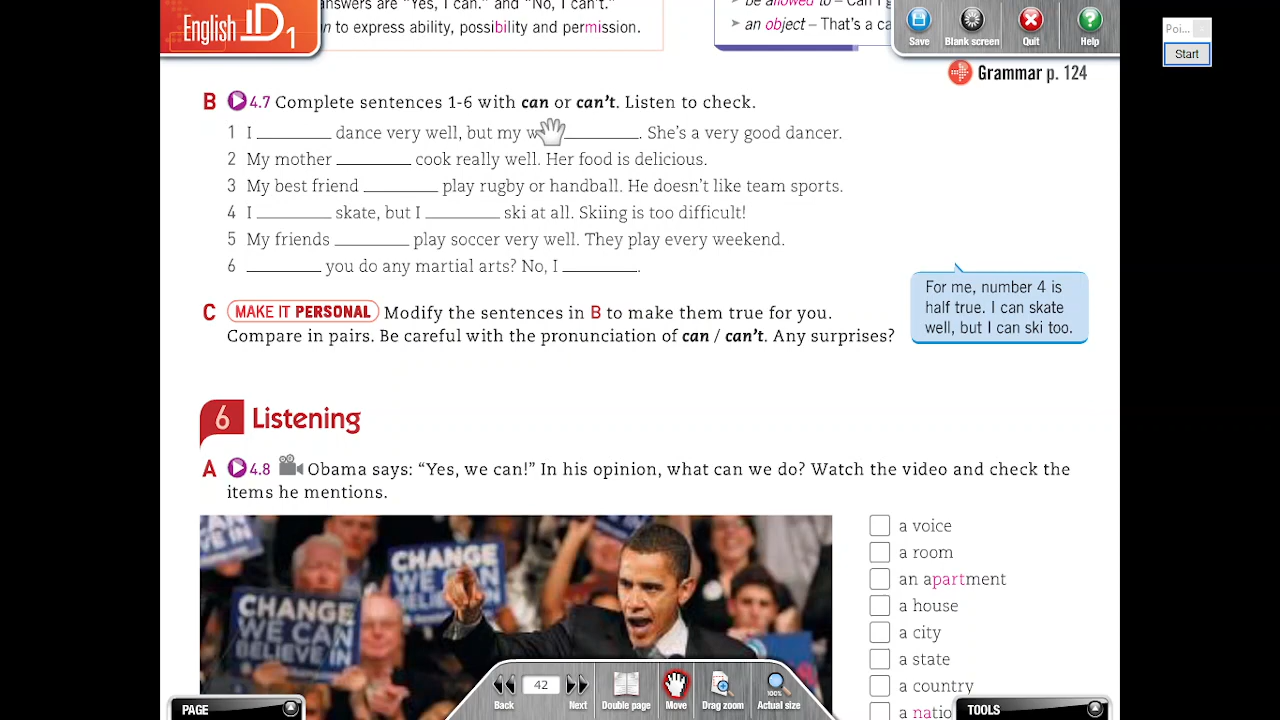 English ID 1
answers are "Yes, I can." and "No, I can't."
to express ability, possibility and permission.
be allowed to – Can I
➤ an object – That's a ca
Save
Blank screen
Quit
Help
Poi...
Start
Grammar p. 124
B 4.7 Complete sentences 1-6 with can or can't. Listen to check.
1 I ________ dance very well, but my w ________. She's a very good dancer.
2 My mother ________ cook really well. Her food is delicious.
3 My best friend ________ play rugby or handball. He doesn't like team sports.
4 I ________ skate, but I ________ ski at all. Skiing is too difficult!
5 My friends ________ play soccer very well. They play every weekend.
6 ________ you do any martial arts? No, I ________.
For me, number 4 is
half true. I can skate
well, but I can ski too.
C MAKE IT PERSONAL Modify the sentences in B to make them true for you.
Compare in pairs. Be careful with the pronunciation of can / can't. Any surprises?
6 Listening
A 4.8 Obama says: "Yes, we can!" In his opinion, what can we do? Watch the video and check the
items he mentions.
CHANGE
WE CAN
BELIEVE IN
CHANGE
WE CAN
BELIEVE IN
a voice
a room
an apartment
a house
a city
a state
a country
a natio
Back
42
Next
Double page
Move
Drag zoom
100%
Actual size
PAGE
TOOLS